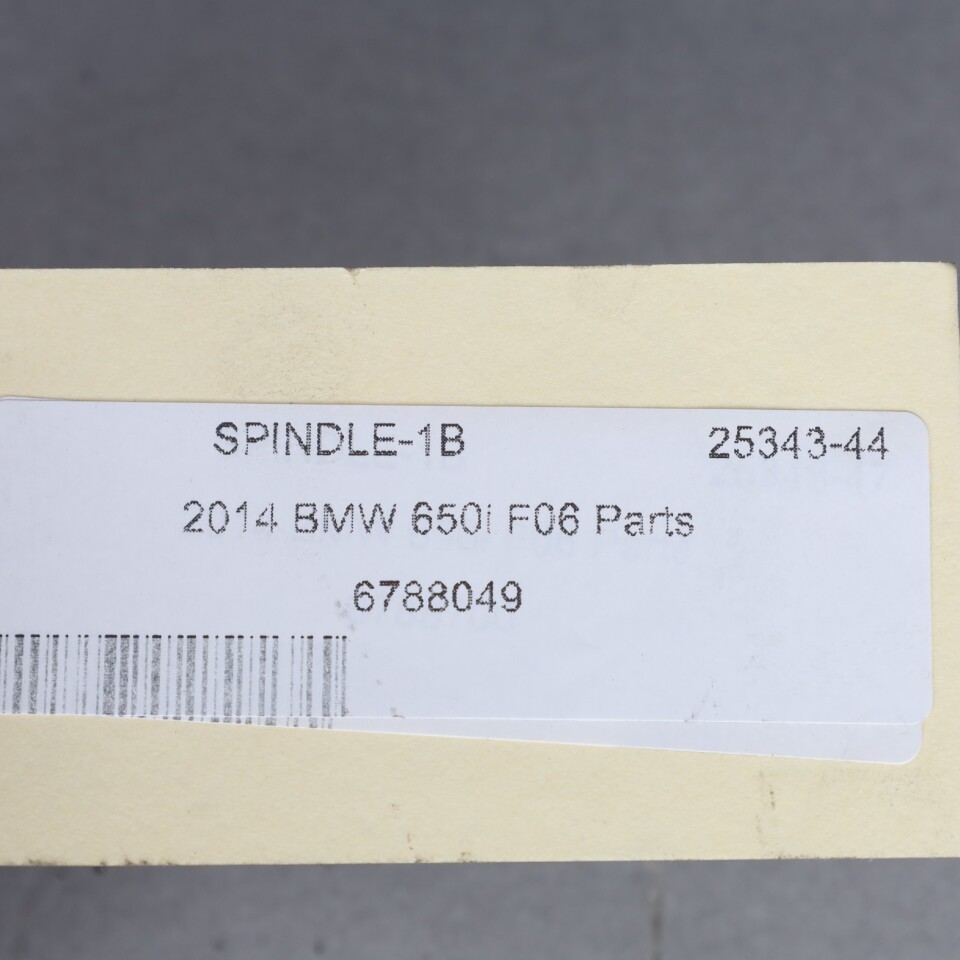 SPINDLE-1B 25343-44
2014 BMW 650i F06 Parts
6788049